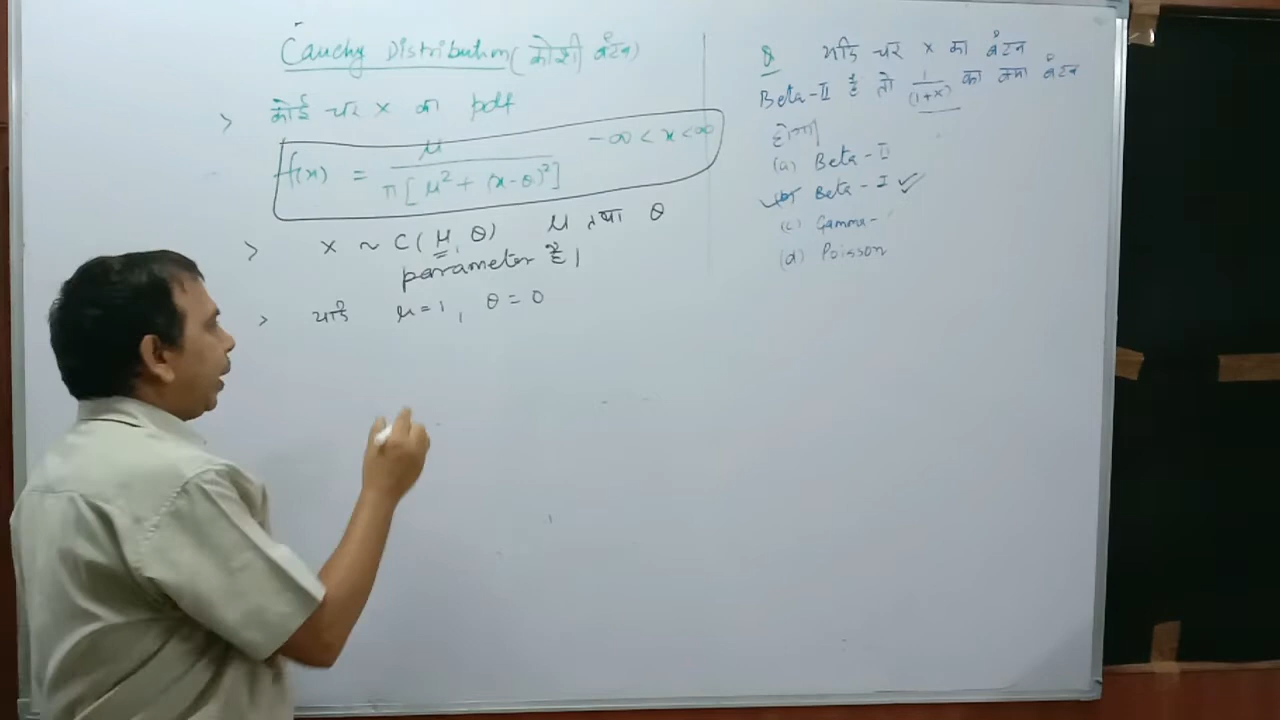 Cauchy Distribution (कोशी बंटन)
> कोई चर X का pdf
f(x) = μ / π[μ² + (x-θ)²] -∞ < x < ∞
> X ~ C(μ, θ) μ तथा θ
parameter है।
> यदि μ=1, θ=0
Q यदि चर X का बंटन
Beta-II है तो 1/(1+X) का क्या बंटन
होगा
(a) Beta-II
Beta-I ✓
(c) Gamma-
(d) Poisson